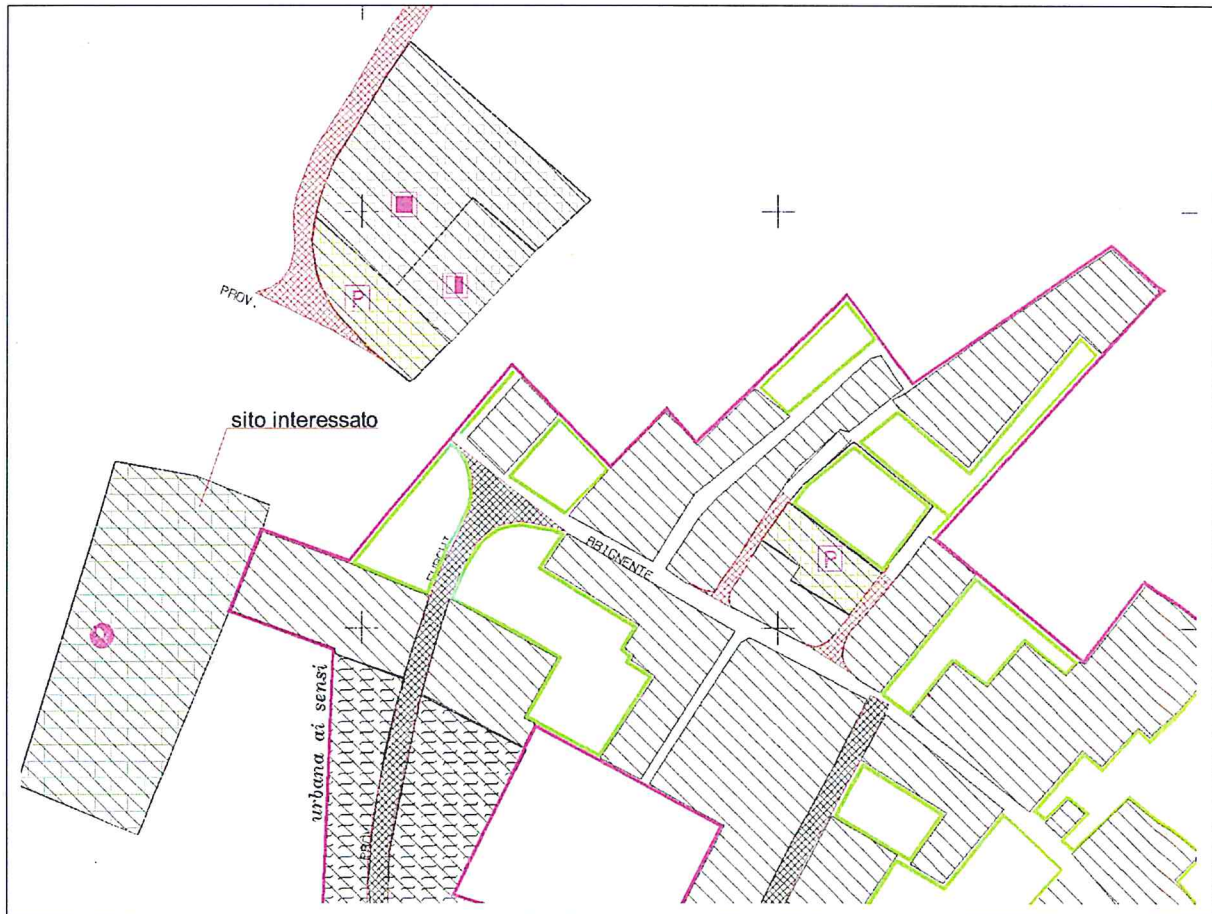 P
PROV.
sito interessato
ABIGNENTE
P
urbana ai sensi